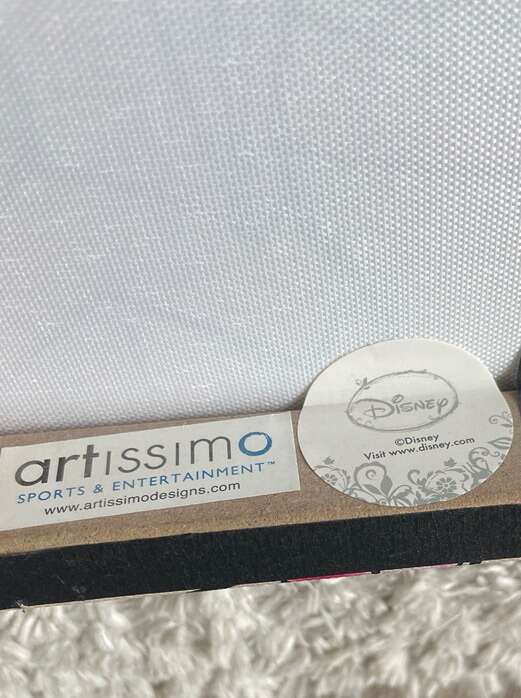 artissimo
SPORTS & ENTERTAINMENT™
www.artissimodesigns.com
Disney
©Disney
Visit www.disney.com